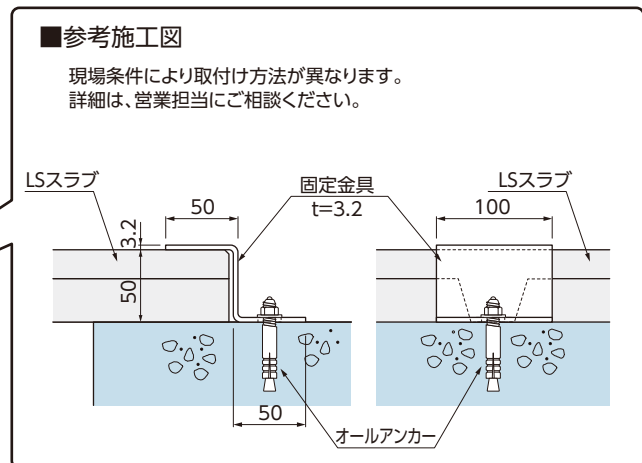 ■参考施工図
現場条件により取付け方法が異なります。
詳細は、営業担当にご相談ください。
LSスラブ
50
固定金具
t=3.2
LSスラブ
100
3.2
50
50
オールアンカー